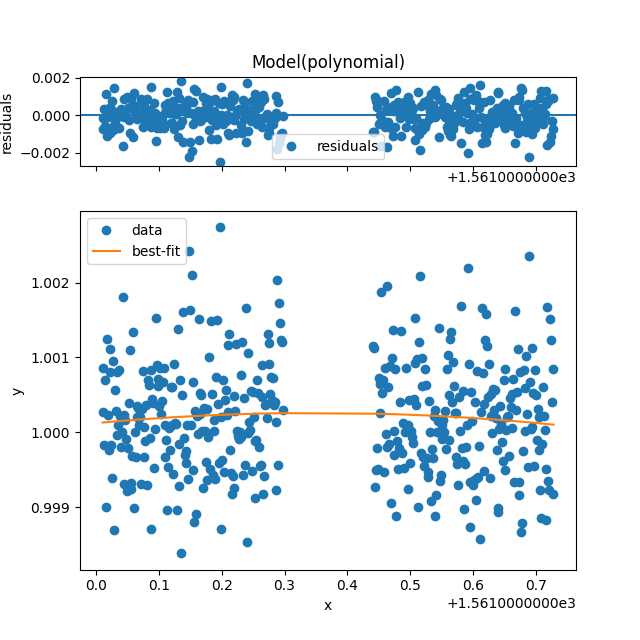 Model(polynomial)
0.002
0.000
−0.002
residuals
residuals
+1.5610000000e3
data
best-fit
1.002
1.001
1.000
0.999
y
0.0 0.1 0.2 0.3 0.4 0.5 0.6 0.7
x
+1.5610000000e3